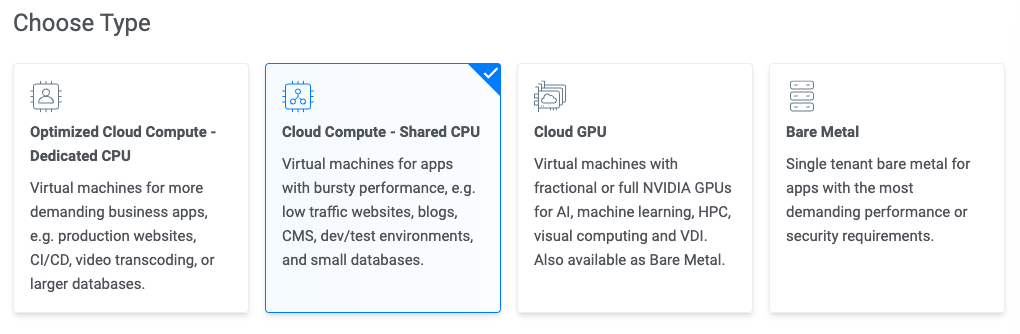 Choose Type
Optimized Cloud Compute -
Dedicated CPU
Virtual machines for more
demanding business apps,
e.g. production websites,
CI/CD, video transcoding, or
larger databases.
Cloud Compute - Shared CPU
Virtual machines for apps
with bursty performance, e.g.
low traffic websites, blogs,
CMS, dev/test environments,
and small databases.
Cloud GPU
Virtual machines with
fractional or full NVIDIA GPUs
for AI, machine learning, HPC,
visual computing and VDI.
Also available as Bare Metal.
Bare Metal
Single tenant bare metal for
apps with the most
demanding performance or
security requirements.